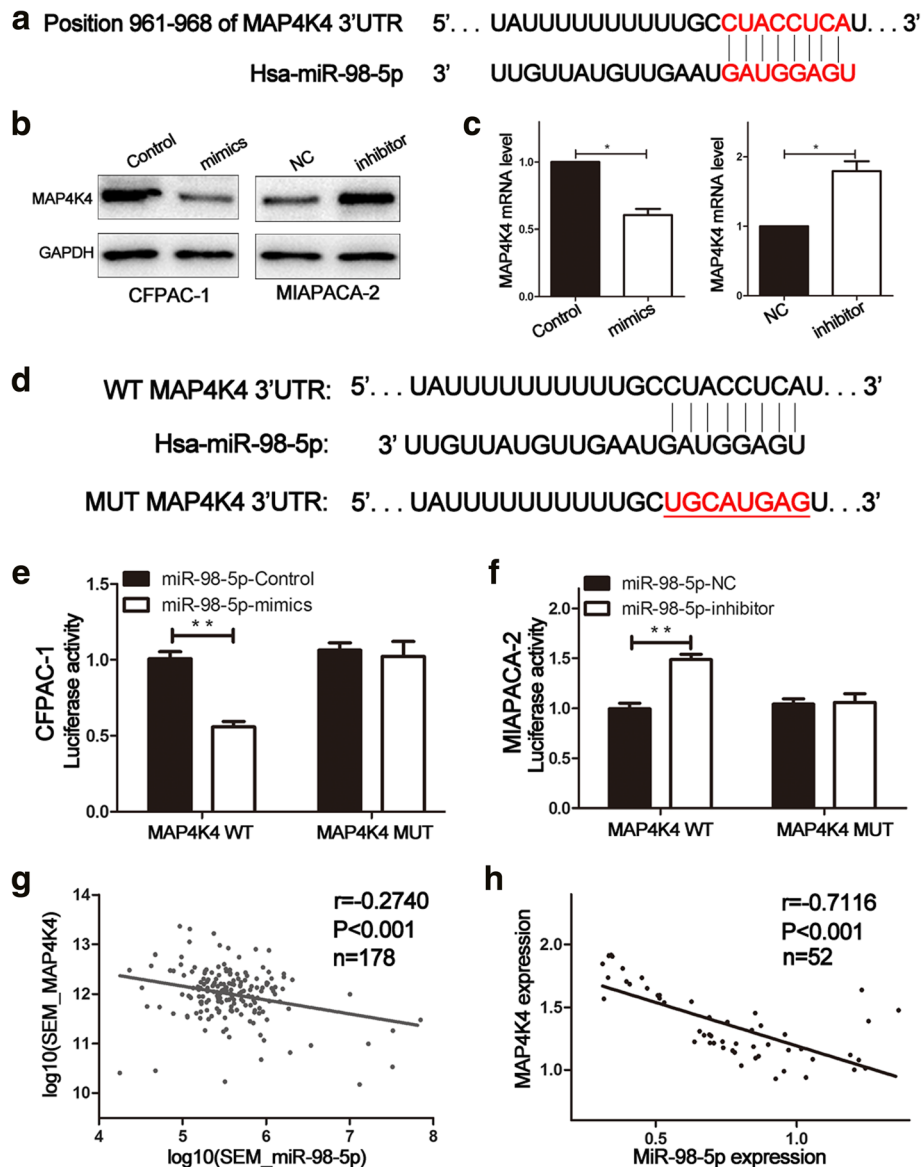 a
Position 961-968 of MAP4K4 3'UTR 5'... UAUUUUUUUUUUGCCUACCUCAU... 3'
Hsa-miR-98-5p 3' UUGUUAUGUUGAAUGAUGGAGU
b
Control mimics NC inhibitor
MAP4K4
GAPDH
CFPAC-1 MIAPACA-2
c
MAP4K4 mRNA level
1.0
0.5
0.0
*
Control mimics
MAP4K4 mRNA level
2
1
0
*
NC inhibitor
d
WT MAP4K4 3'UTR: 5'... UAUUUUUUUUUUGCCUACCUCAU... 3'
Hsa-miR-98-5p: 3' UUGUUAUGUUGAAUGAUGGAGU
MUT MAP4K4 3'UTR: 5'... UAUUUUUUUUUUGCUGCAUGAGU...3'
e
CFPAC-1
Luciferase activity
1.5
1.0
0.5
0.0
miR-98-5p-Control
miR-98-5p-mimics
**
MAP4K4 WT MAP4K4 MUT
f
MIAPACA-2
Luciferase activity
2.0
1.5
1.0
0.5
0.0
miR-98-5p-NC
miR-98-5p-inhibitor
**
MAP4K4 WT MAP4K4 MUT
g
log10(SEM_MAP4K4)
14
13
12
11
10
r=-0.2740
P<0.001
n=178
4 5 6 7 8
log10(SEM_miR-98-5p)
h
MAP4K4 expression
2.0
1.5
1.0
r=-0.7116
P<0.001
n=52
0.5 1.0
MiR-98-5p expression